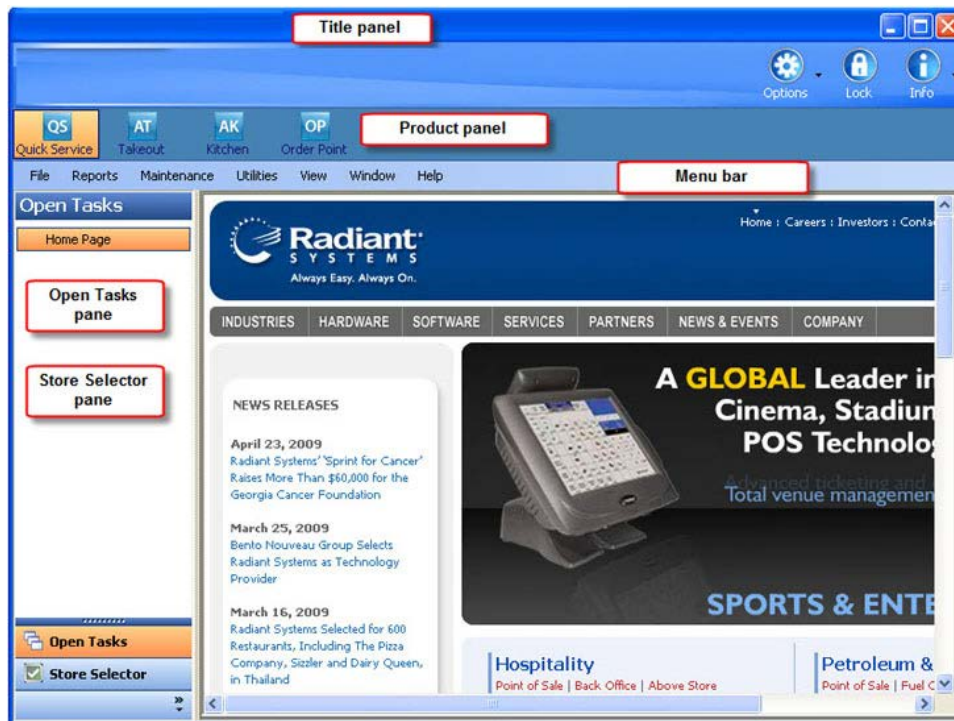 Title panel
Options
Lock
Info
QS
AT
AK
OP
Quick Service
Takeout
Kitchen
Order Point
Product panel
File Reports Maintenance Utilities View Window Help
Menu bar
Open Tasks
Home Page
Open Tasks
pane
Store Selector
pane
Open Tasks
Store Selector
Radiant
SYSTEMS
Always Easy. Always On.
Home : Careers : Investors : Conta
INDUSTRIES HARDWARE SOFTWARE SERVICES PARTNERS NEWS & EVENTS COMPANY
NEWS RELEASES
April 23, 2009
Radiant Systems' 'Sprint for Cancer'
Raises More Than $60,000 for the
Georgia Cancer Foundation
March 25, 2009
Bento Nouveau Group Selects
Radiant Systems as Technology
Provider
March 16, 2009
Radiant Systems Selected for 600
Restaurants, Including The Pizza
Company, Sizzler and Dairy Queen,
in Thailand
A GLOBAL Leader in
Cinema, Stadium
POS Technolog
Advanced ticketing and
Total venue managemen
SPORTS & ENTE
Hospitality
Point of Sale | Back Office | Above Store
Petroleum &
Point of Sale | Fuel C